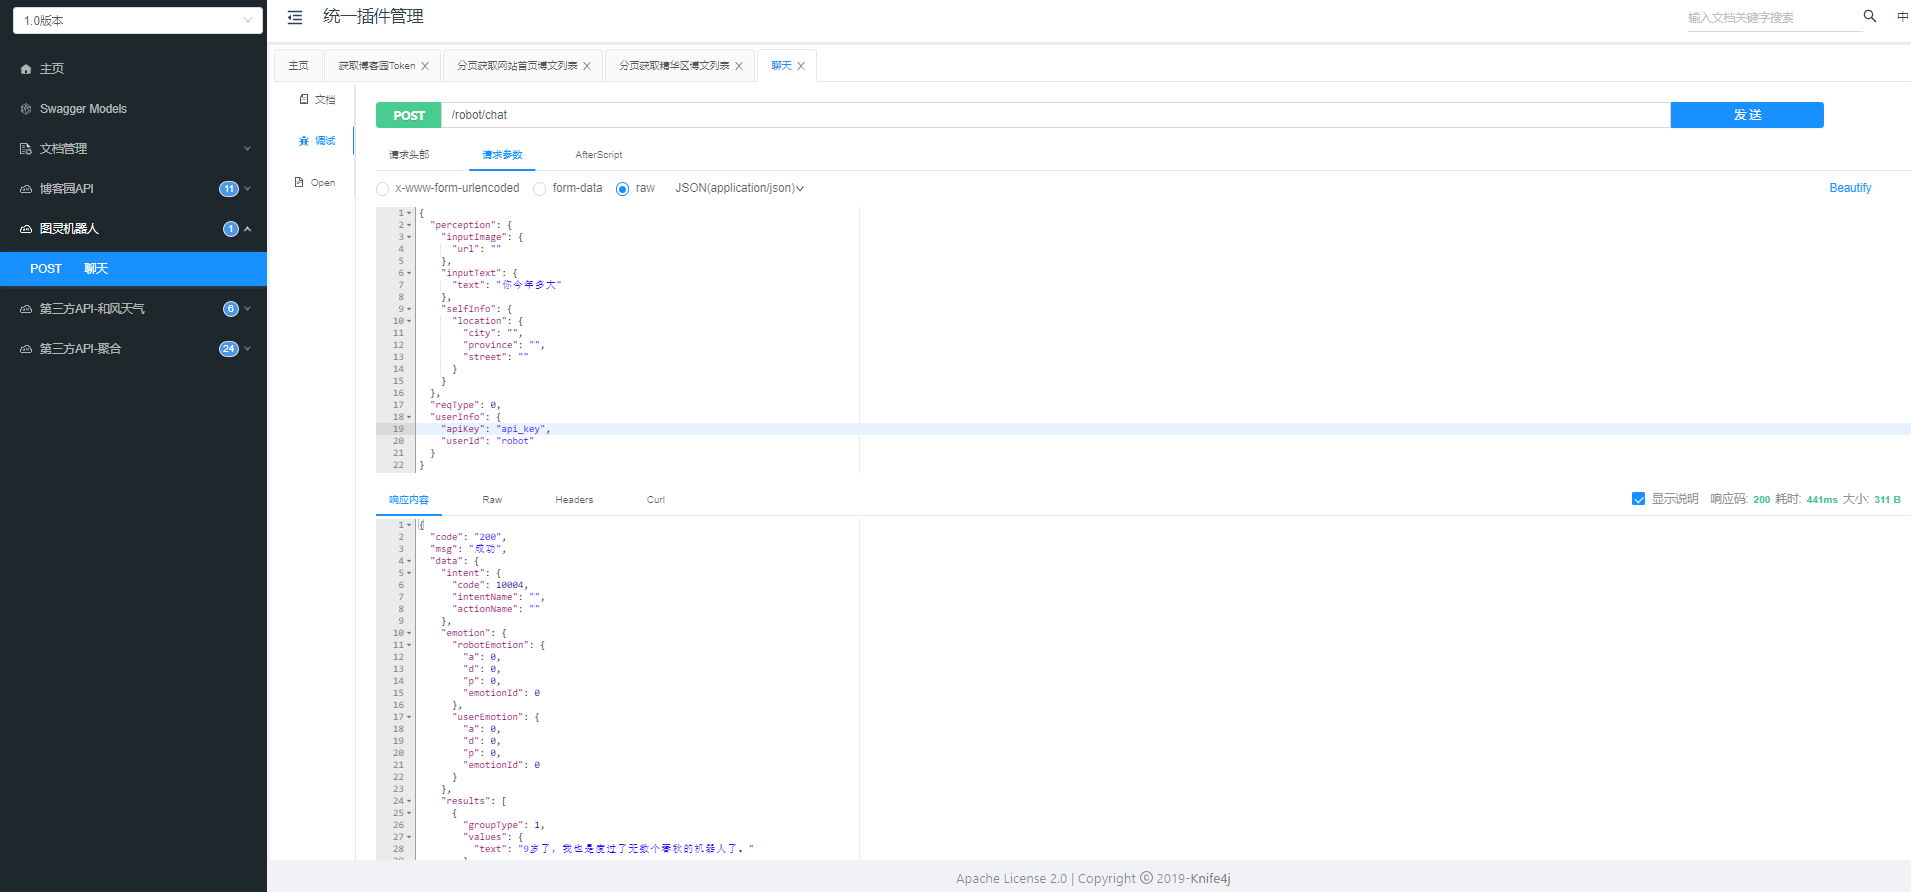 1.0版本
主页
Swagger Models
文档管理
博客园API 11
图灵机器人 1
POST 聊天
第三方API-和风天气 6
第三方API-聚合 24
统一插件管理
输入文档关键字搜索 中
主页 获取博客园Token 分页获取网站首页博文列表 分页获取精华区博文列表 聊天
文档
调试
Open
POST /robot/chat 发 送
请求头部 请求参数 AfterScript
x-www-form-urlencoded form-data raw JSON(application/json) Beautify
1 {
2 "perception": {
3 "inputImage": {
4 "url": ""
5 },
6 "inputText": {
7 "text": "你今年多大"
8 },
9 "selfInfo": {
10 "location": {
11 "city": "",
12 "province": "",
13 "street": ""
14 }
15 }
16 },
17 "reqType": 0,
18 "userInfo": {
19 "apiKey": "api_key",
20 "userId": "robot"
21 }
22 }
响应内容 Raw Headers Curl 显示说明 响应码: 200 耗时: 441ms 大小: 311 B
1 {
2 "code": "200",
3 "msg": "成功",
4 "data": {
5 "intent": {
6 "code": 10004,
7 "intentName": "",
8 "actionName": ""
9 },
10 "emotion": {
11 "robotEmotion": {
12 "a": 0,
13 "d": 0,
14 "p": 0,
15 "emotionId": 0
16 },
17 "userEmotion": {
18 "a": 0,
19 "d": 0,
20 "p": 0,
21 "emotionId": 0
22 }
23 },
24 "results": [
25 {
26 "groupType": 1,
27 "values": {
28 "text": "9岁了，我也是度过了无数个春秋的机器人了。"
Apache License 2.0 | Copyright © 2019-Knife4j